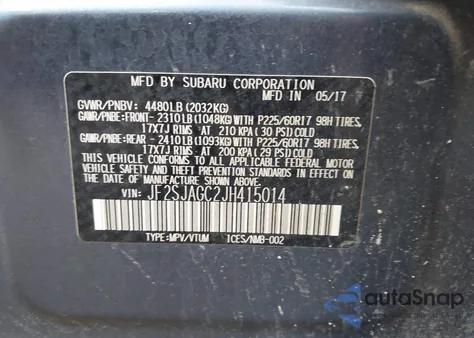 MFD BY SUBARU CORPORATION
GVWR/PNBV: 4480LB(2032KG) IN 05/17
GAWR/PNBE:FRONT- 2310LB(1048KG)WITH P225/60R17 98H TIRES,
17X7J RIMS AT 210 KPA(30 PSI)COLD
GAWR/PNBE:REAR - 2410LB(1093KG)WITH P225/60R17 98H TIRES,
17X7J RIMS AT 200 KPA(29 PSI)COLD
THIS VEHICLE CONFORMS TO ALL APPLICABLE
FEDERAL MOTOR VEHICLE SAFETY, BUMPER,
AND THEFT PREVENTION STANDARDS IN EFFECT
ON THE DATE OF MANUFACTURE SHOWN ABOVE.
VIN: JF2SJAGC2JH415014
TYPE:MPV/VTUM ICES/NMB-002
autoSnap